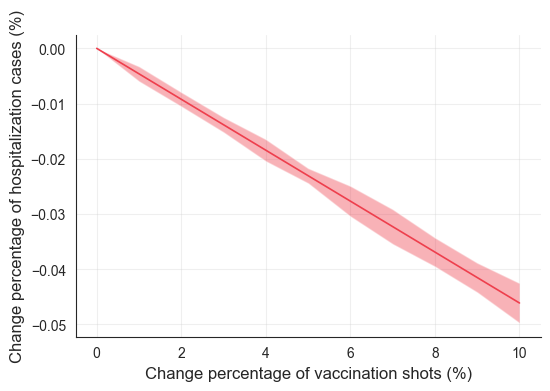 Change percentage of hospitalization cases (%)
0.00
−0.01
−0.02
−0.03
−0.04
−0.05
0 2 4 6 8 10
Change percentage of vaccination shots (%)